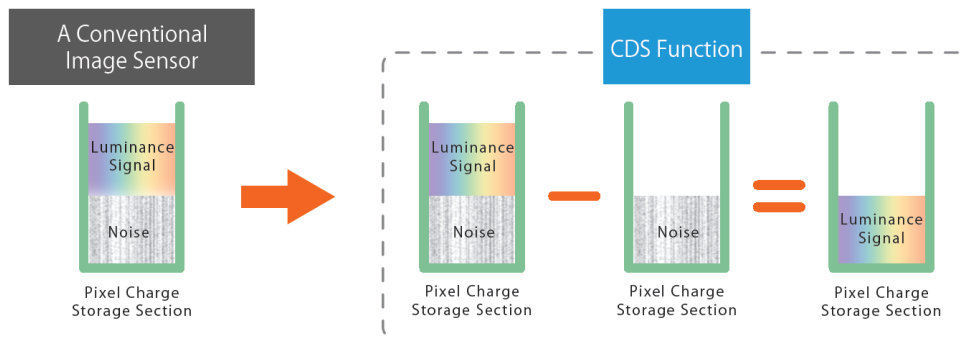 A Conventional
Image Sensor
CDS Function
Luminance
Signal
Noise
Pixel Charge
Storage Section
Luminance
Signal
Noise
Pixel Charge
Storage Section
Noise
Pixel Charge
Storage Section
Luminance
Signal
Pixel Charge
Storage Section